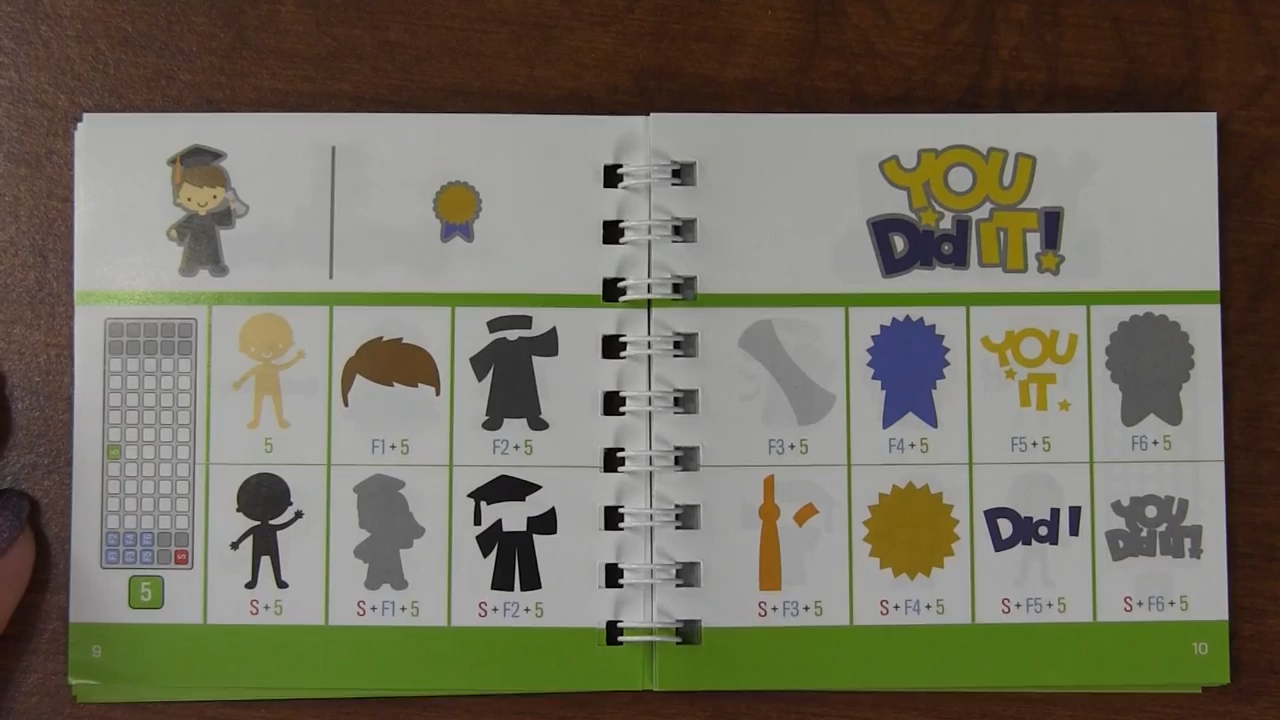 YOU
Did IT!
5
F1 + 5
F2 + 5
F3 + 5
F4 + 5
YOU
IT
F5 + 5
F6 + 5
S
5
S + 5
S + F1 + 5
S + F2 + 5
S + F3 + 5
S + F4 + 5
Did I
S + F5 + 5
YOU
Did IT!
S + F6 + 5
9
10